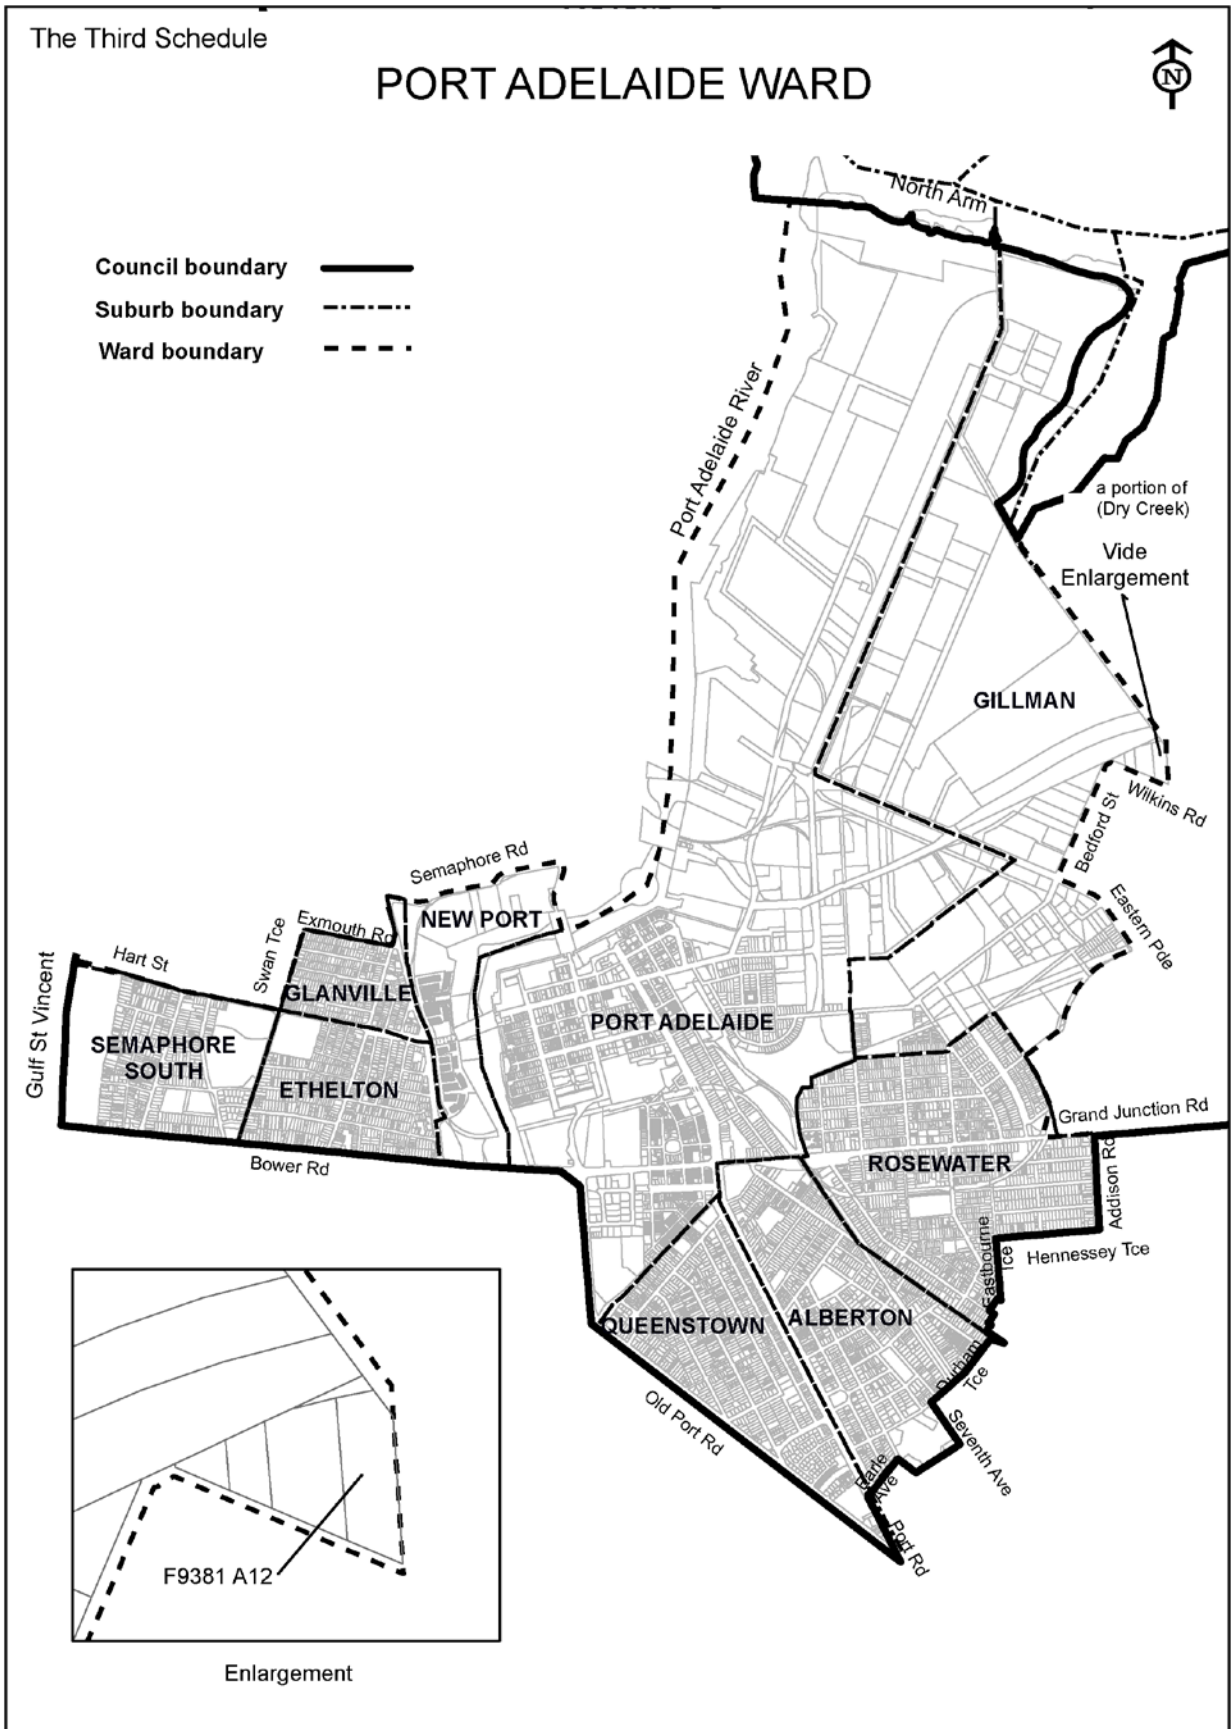 The Third Schedule
PORT ADELAIDE WARD
N
North Arm
Council boundary
Suburb boundary
Ward boundary
Port Adelaide River
a portion of
(Dry Creek)
Vide
Enlargement
GILLMAN
Wilkins Rd
Bedford St
Semaphore Rd
NEW PORT
Exmouth Rd
Swan Tce
Hart St
Eastern Pde
GLANVILLE
PORT ADELAIDE
Gulf St Vincent
SEMAPHORE
SOUTH
ETHELTON
Grand Junction Rd
Bower Rd
ROSEWATER
Addison Rd
Eastbourne
Tce
Hennessey Tce
QUEENSTOWN
ALBERTON
Durham
Tce
Old Port Rd
Seventh Ave
Earle
Ave
Port Rd
F9381 A12
Enlargement